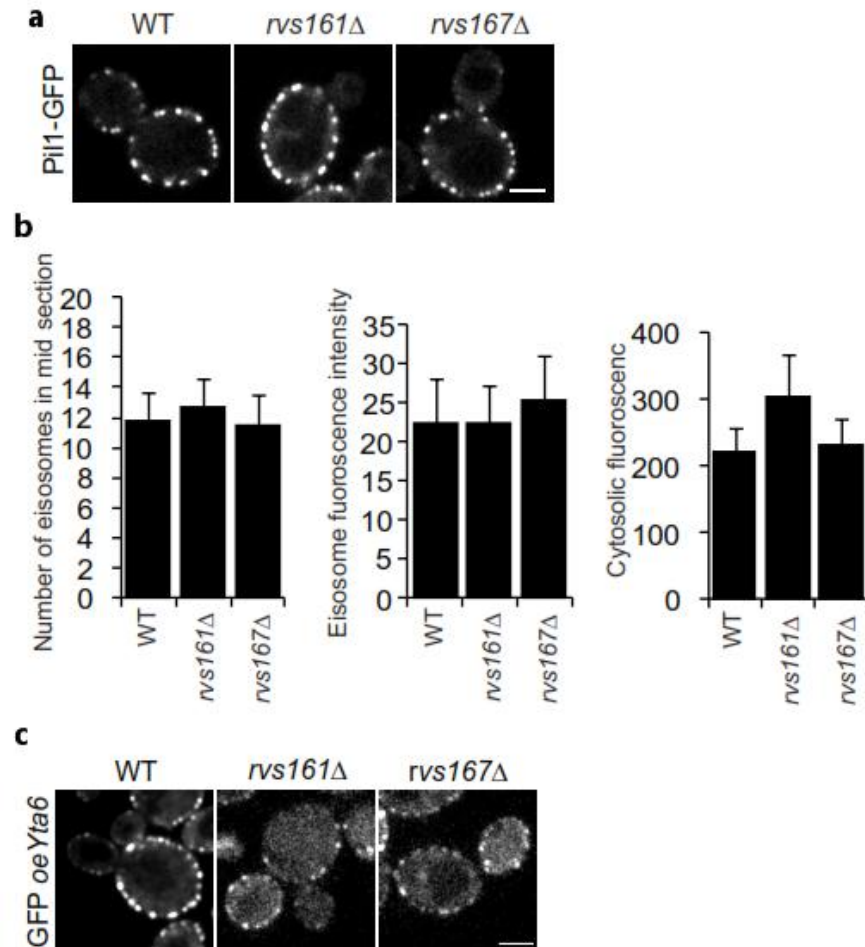 a
WT rvs161Δ rvs167Δ
Pil1-GFP
b
Number of eisosomes in mid section
20
18
16
14
12
10
8
6
4
2
0
WT
rvs161Δ
rvs167Δ
Eisosome fuoroscence intensity
35
30
25
20
15
10
5
0
WT
rvs161Δ
rvs167Δ
Cytosolic fluoroscenc
400
300
200
100
0
WT
rvs161Δ
rvs167Δ
c
WT rvs161Δ rvs167Δ
GFP oeYta6